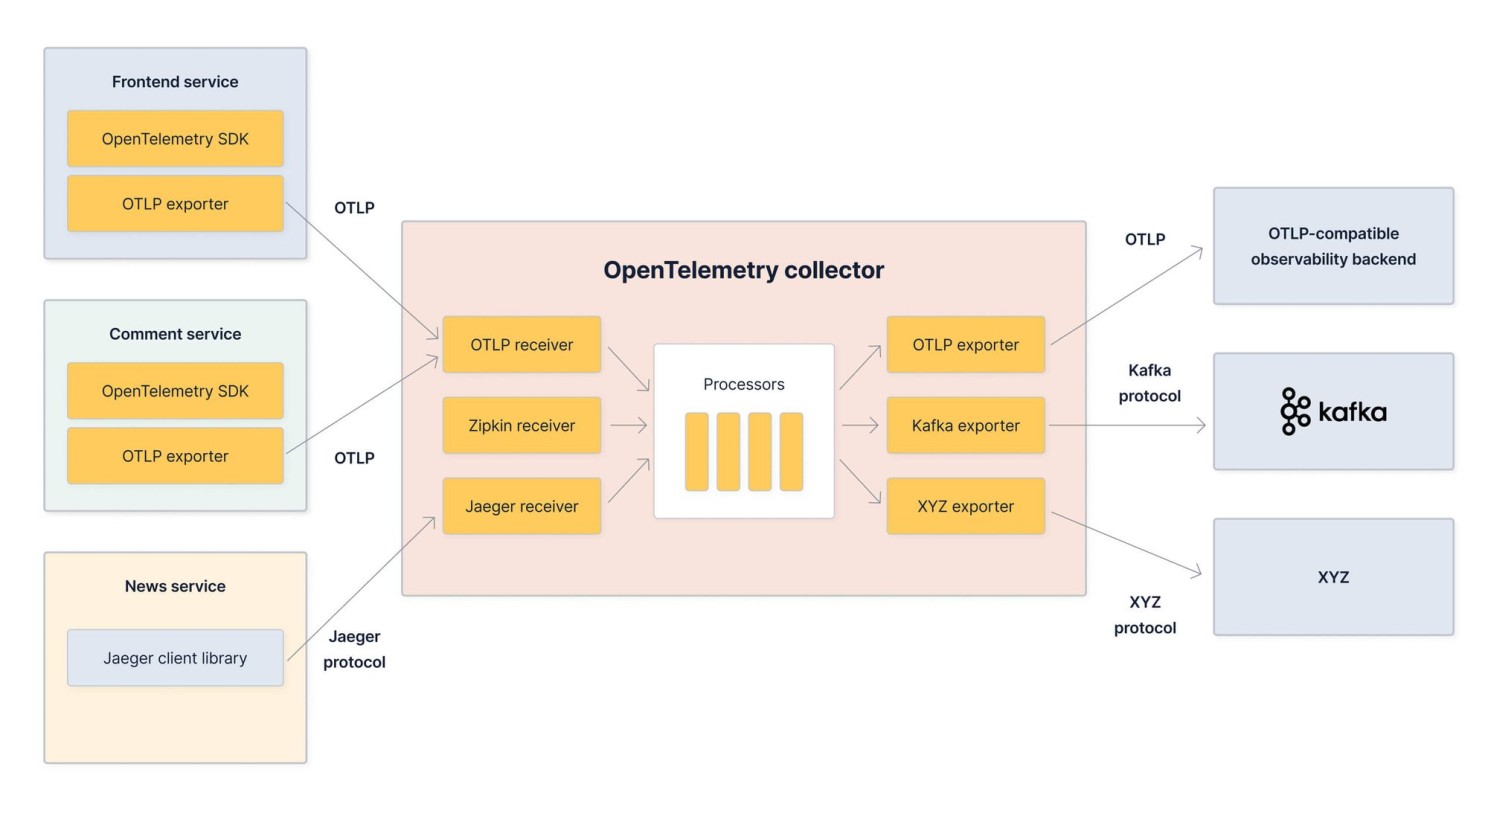 Frontend service
OpenTelemetry SDK
OTLP exporter
OTLP
Comment service
OpenTelemetry SDK
OTLP exporter
OTLP
News service
Jaeger client library
Jaeger
protocol
OpenTelemetry collector
OTLP receiver
Zipkin receiver
Jaeger receiver
Processors
OTLP exporter
Kafka exporter
XYZ exporter
OTLP
Kafka
protocol
XYZ
protocol
OTLP-compatible
observability backend
kafka
XYZ